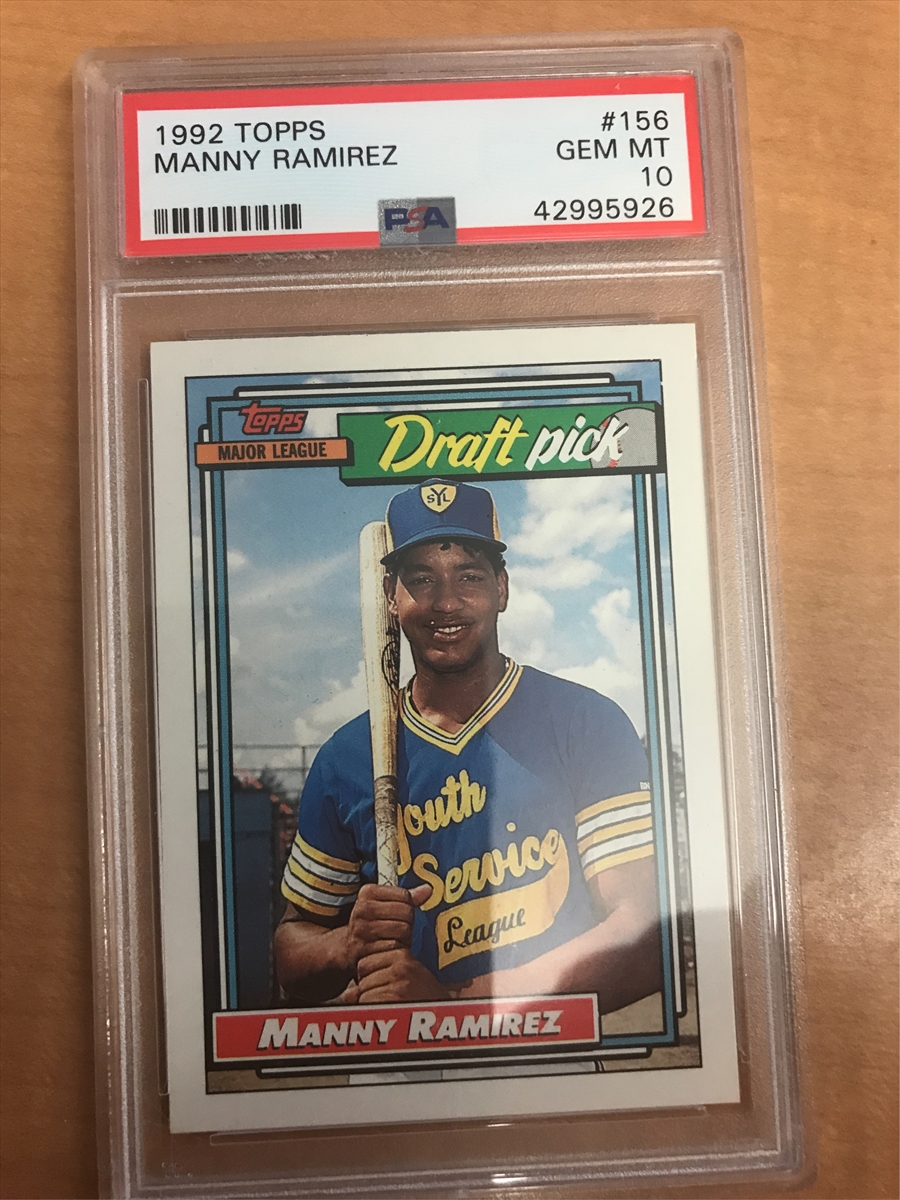 1992 TOPPS #156
MANNY RAMIREZ GEM MT
10
42995926
PSA
TOPPS
MAJOR LEAGUE
Draft pick
SYL
Youth
Service
League
MANNY RAMIREZ